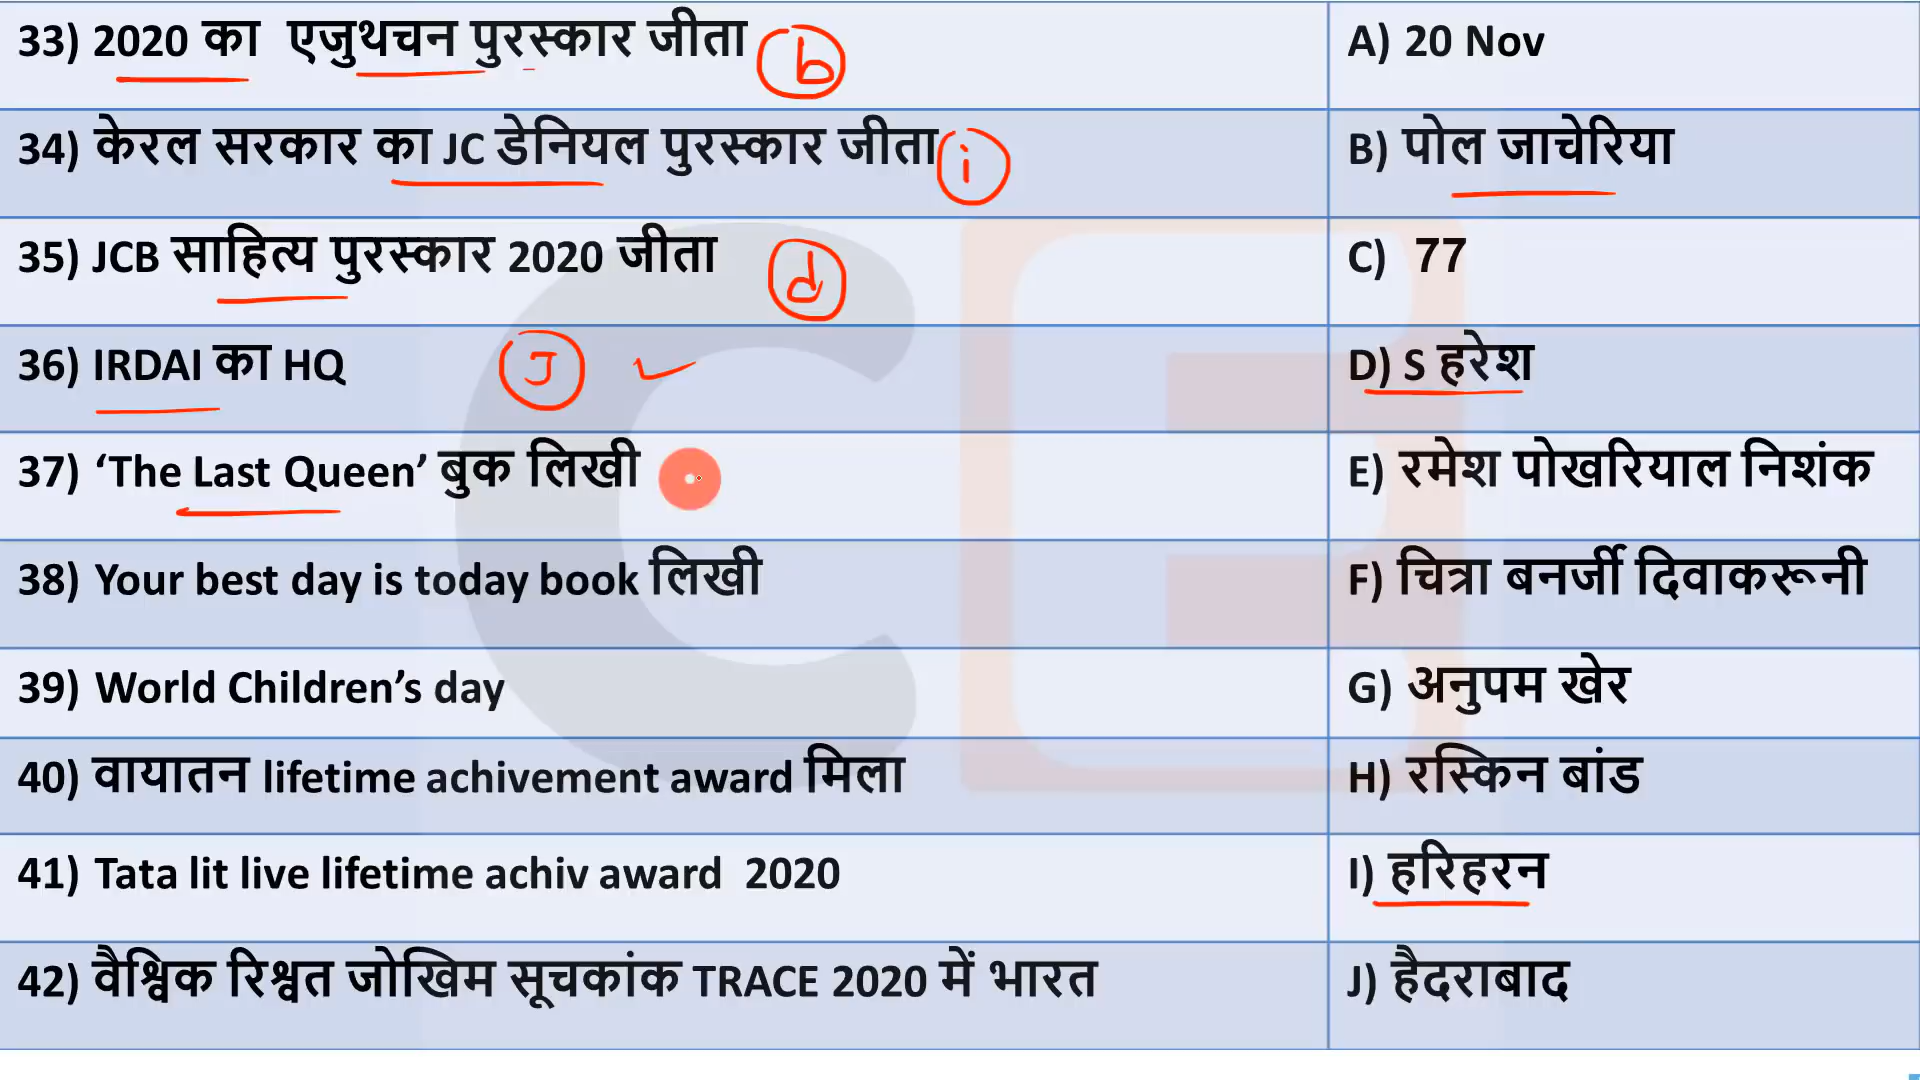 33) 2020 का एजुथचन पुरस्कार जीता b A) 20 Nov
34) केरल सरकार का JC डेनियल पुरस्कार जीता i B) पोल जाचेरिया
35) JCB साहित्य पुरस्कार 2020 जीता d C) 77
36) IRDAI का HQ J D) S हरेश
37) ‘The Last Queen’ बुक लिखी E) रमेश पोखरियाल निशंक
38) Your best day is today book लिखी F) चित्रा बनर्जी दिवाकरूनी
39) World Children’s day G) अनुपम खेर
40) वायातन lifetime achivement award मिला H) रस्किन बांड
41) Tata lit live lifetime achiv award 2020 I) हरिहरन
42) वैश्विक रिश्वत जोखिम सूचकांक TRACE 2020 में भारत J) हैदराबाद